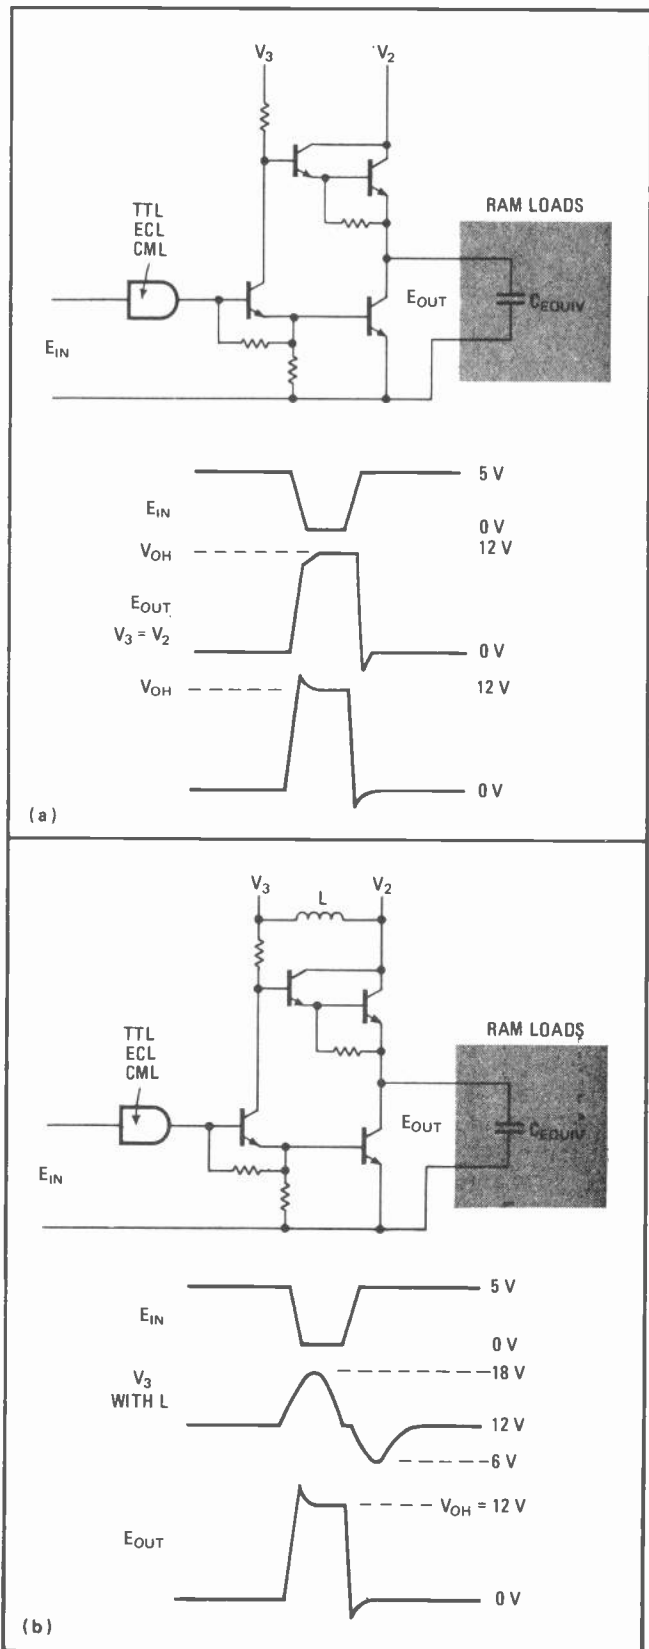 V3 V2
TTL
ECL
CML
RAM LOADS
EIN
EOUT
CEQUIV
5 V
EIN
0 V
VOH
12 V
EOUT
V3 = V2
0 V
VOH
12 V
0 V
(a)
V3 L V2
TTL
ECL
CML
RAM LOADS
EIN
EOUT
CEQUIV
5 V
EIN
0 V
18 V
V3
WITH L
12 V
6 V
VOH = 12 V
EOUT
0 V
(b)